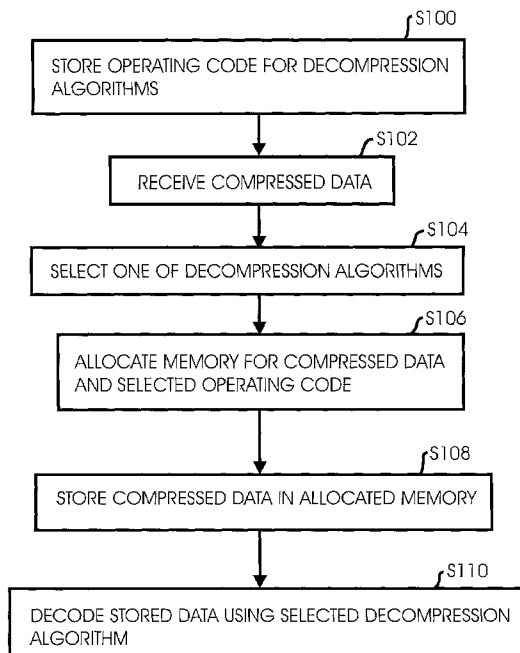 S100
STORE OPERATING CODE FOR DECOMPRESSION
ALGORITHMS
S102
RECEIVE COMPRESSED DATA
S104
SELECT ONE OF DECOMPRESSION ALGORITHMS
S106
ALLOCATE MEMORY FOR COMPRESSED DATA
AND SELECTED OPERATING CODE
S108
STORE COMPRESSED DATA IN ALLOCATED MEMORY
S110
DECODE STORED DATA USING SELECTED DECOMPRESSION
ALGORITHM